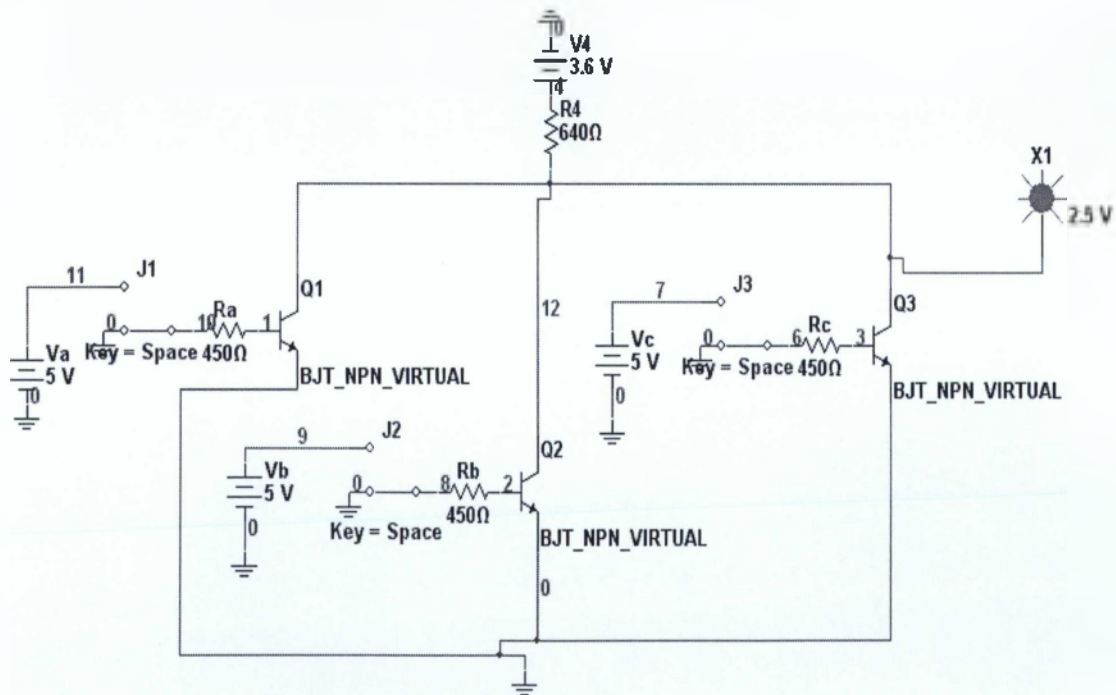 0
V4
3.6 V
4
R4
640Ω
X1
2.5 V
11
J1
0
10
Ra
1
Q1
Key = Space
450Ω
Va
5 V
0
BJT_NPN_VIRTUAL
12
7
J3
0
6
Rc
3
Q3
Key = Space
450Ω
Vc
5 V
0
BJT_NPN_VIRTUAL
9
J2
0
8
Rb
2
Q2
450Ω
Key = Space
Vb
5 V
0
BJT_NPN_VIRTUAL
0